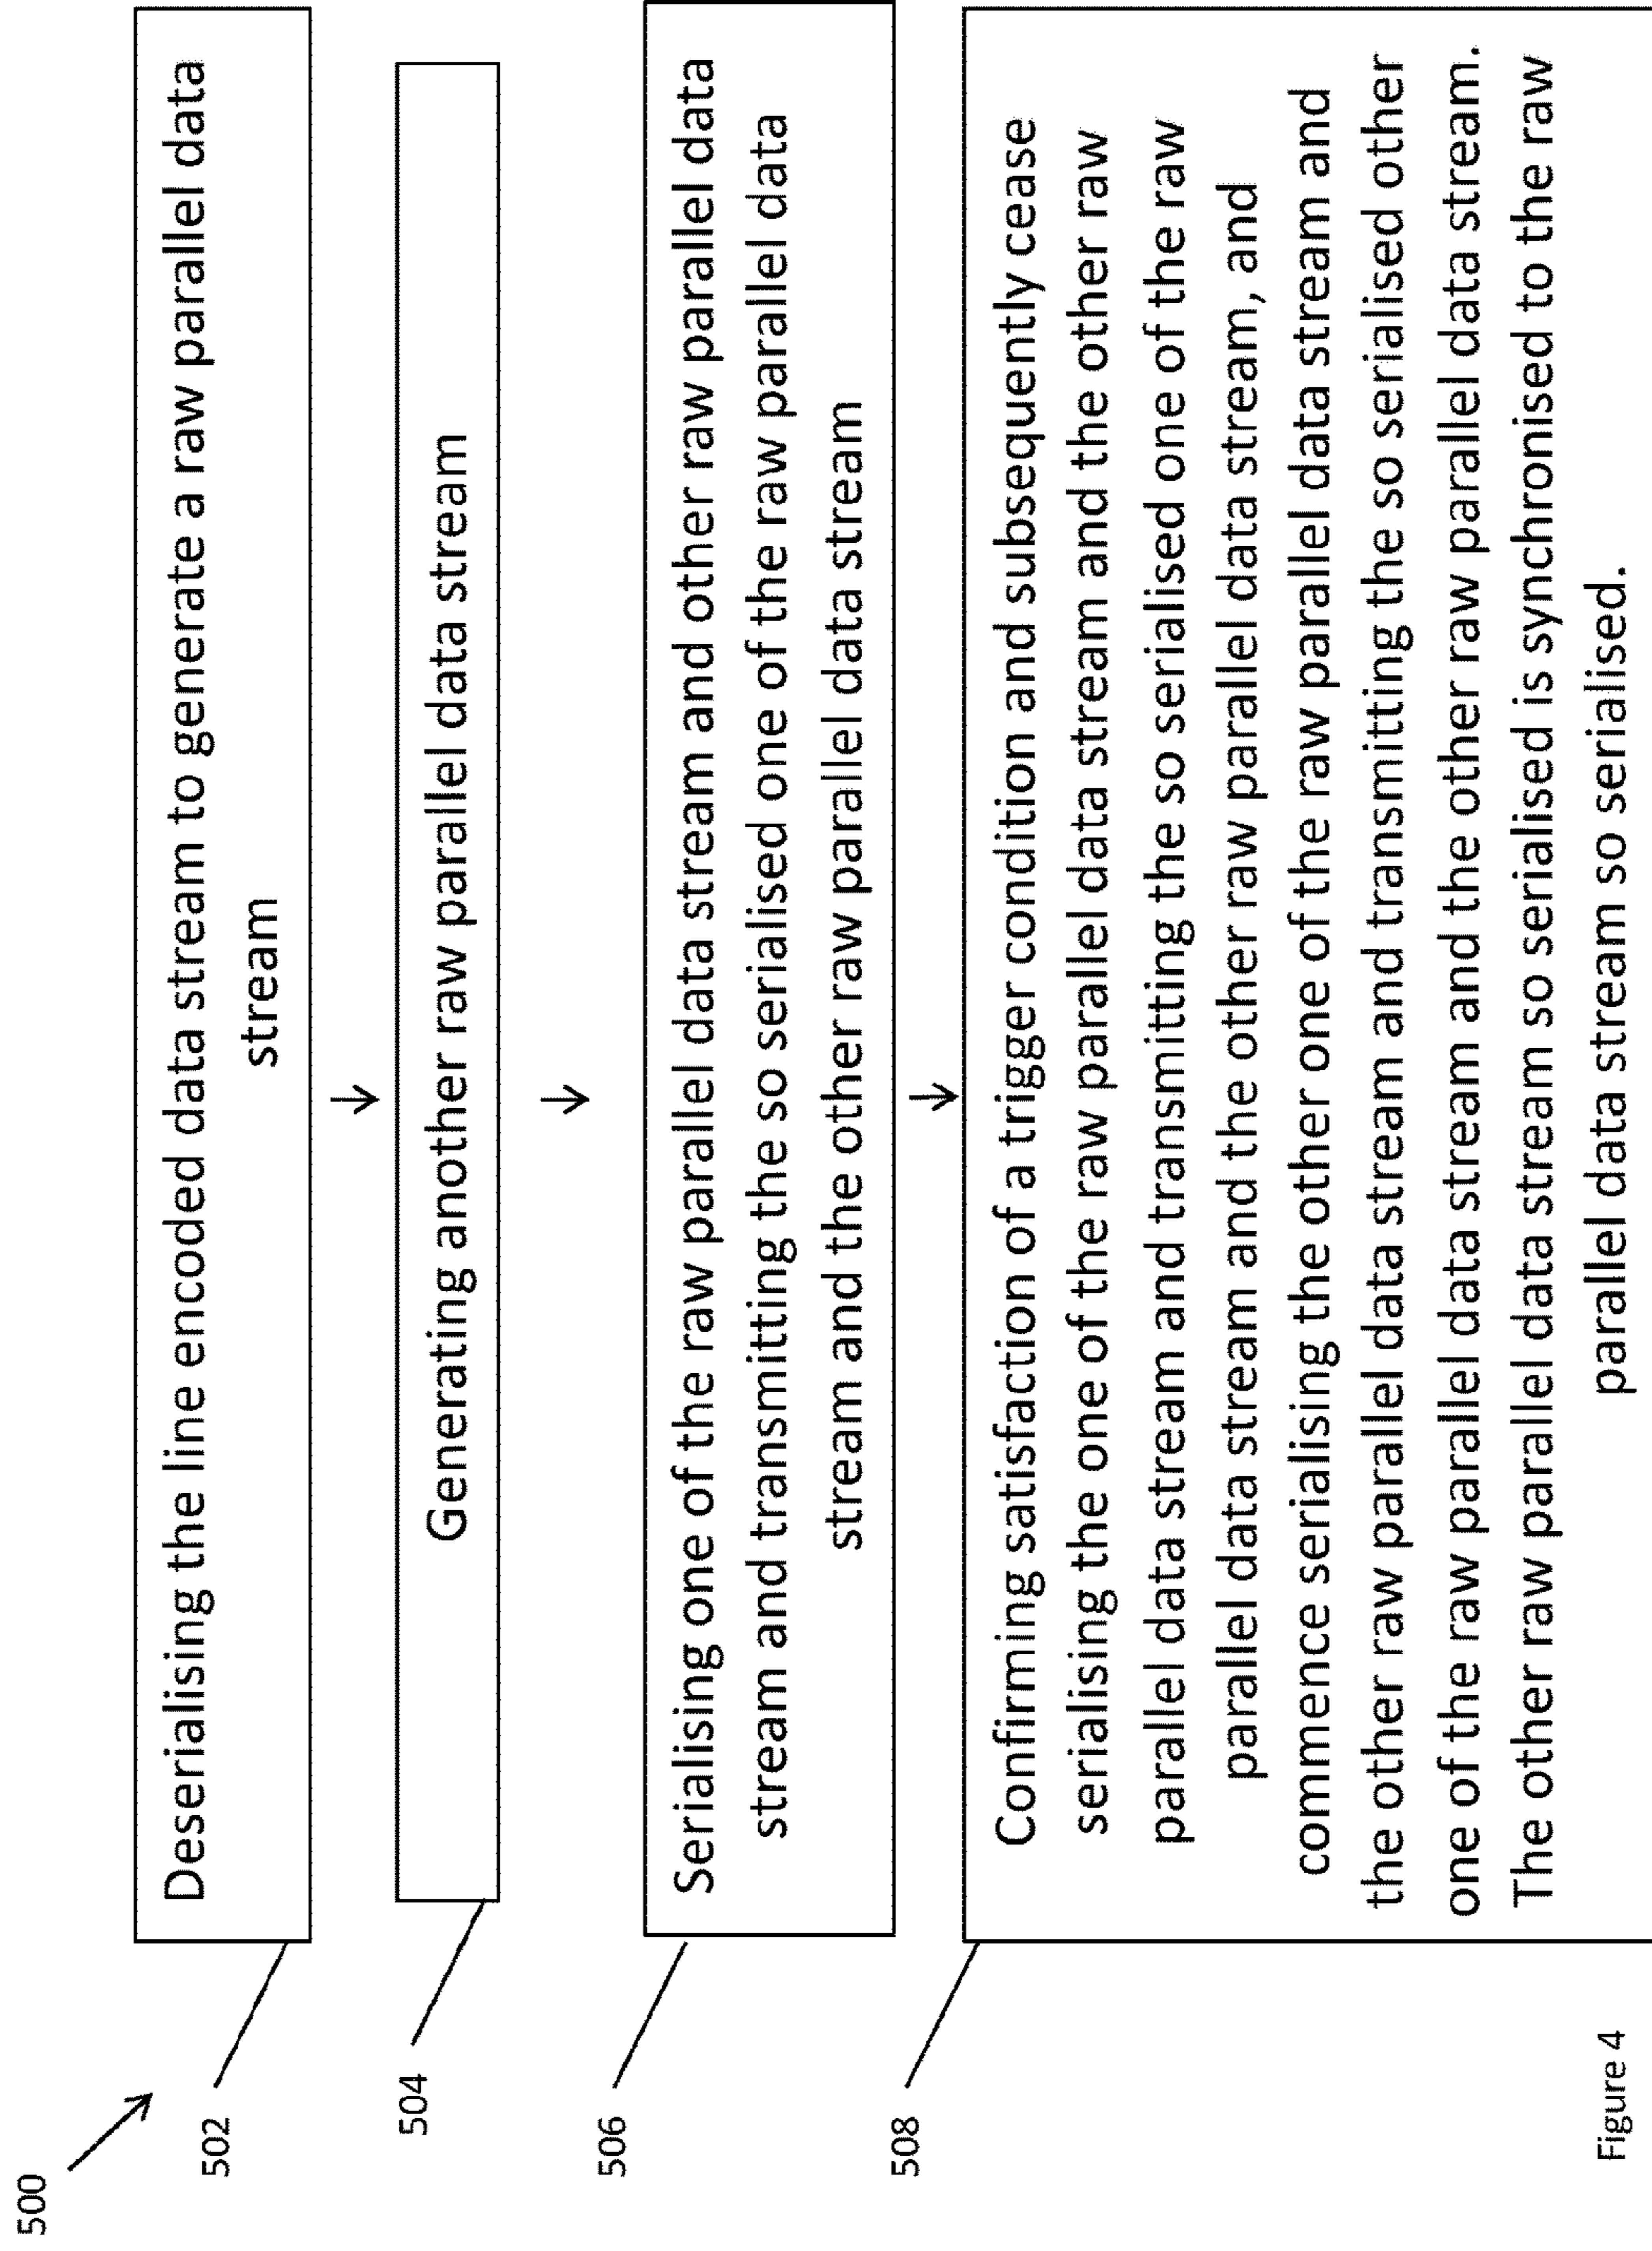 500
502
Deserialising the line encoded data stream to generate a raw parallel data
stream
504
Generating another raw parallel data stream
506
Serialising one of the raw parallel data stream and other raw parallel data
stream and transmitting the so serialised one of the raw parallel data
stream and the other raw parallel data stream
508
Confirming satisfaction of a trigger condition and subsequently cease
serialising the one of the raw parallel data stream and the other raw
parallel data stream and transmitting the so serialised one of the raw
parallel data stream and the other raw parallel data stream, and
commence serialising the other one of the raw parallel data stream and
the other raw parallel data stream and transmitting the so serialised other
one of the raw parallel data stream and the other raw parallel data stream.
The other raw parallel data stream so serialised is synchronised to the raw
parallel data stream so serialised.
Figure 4